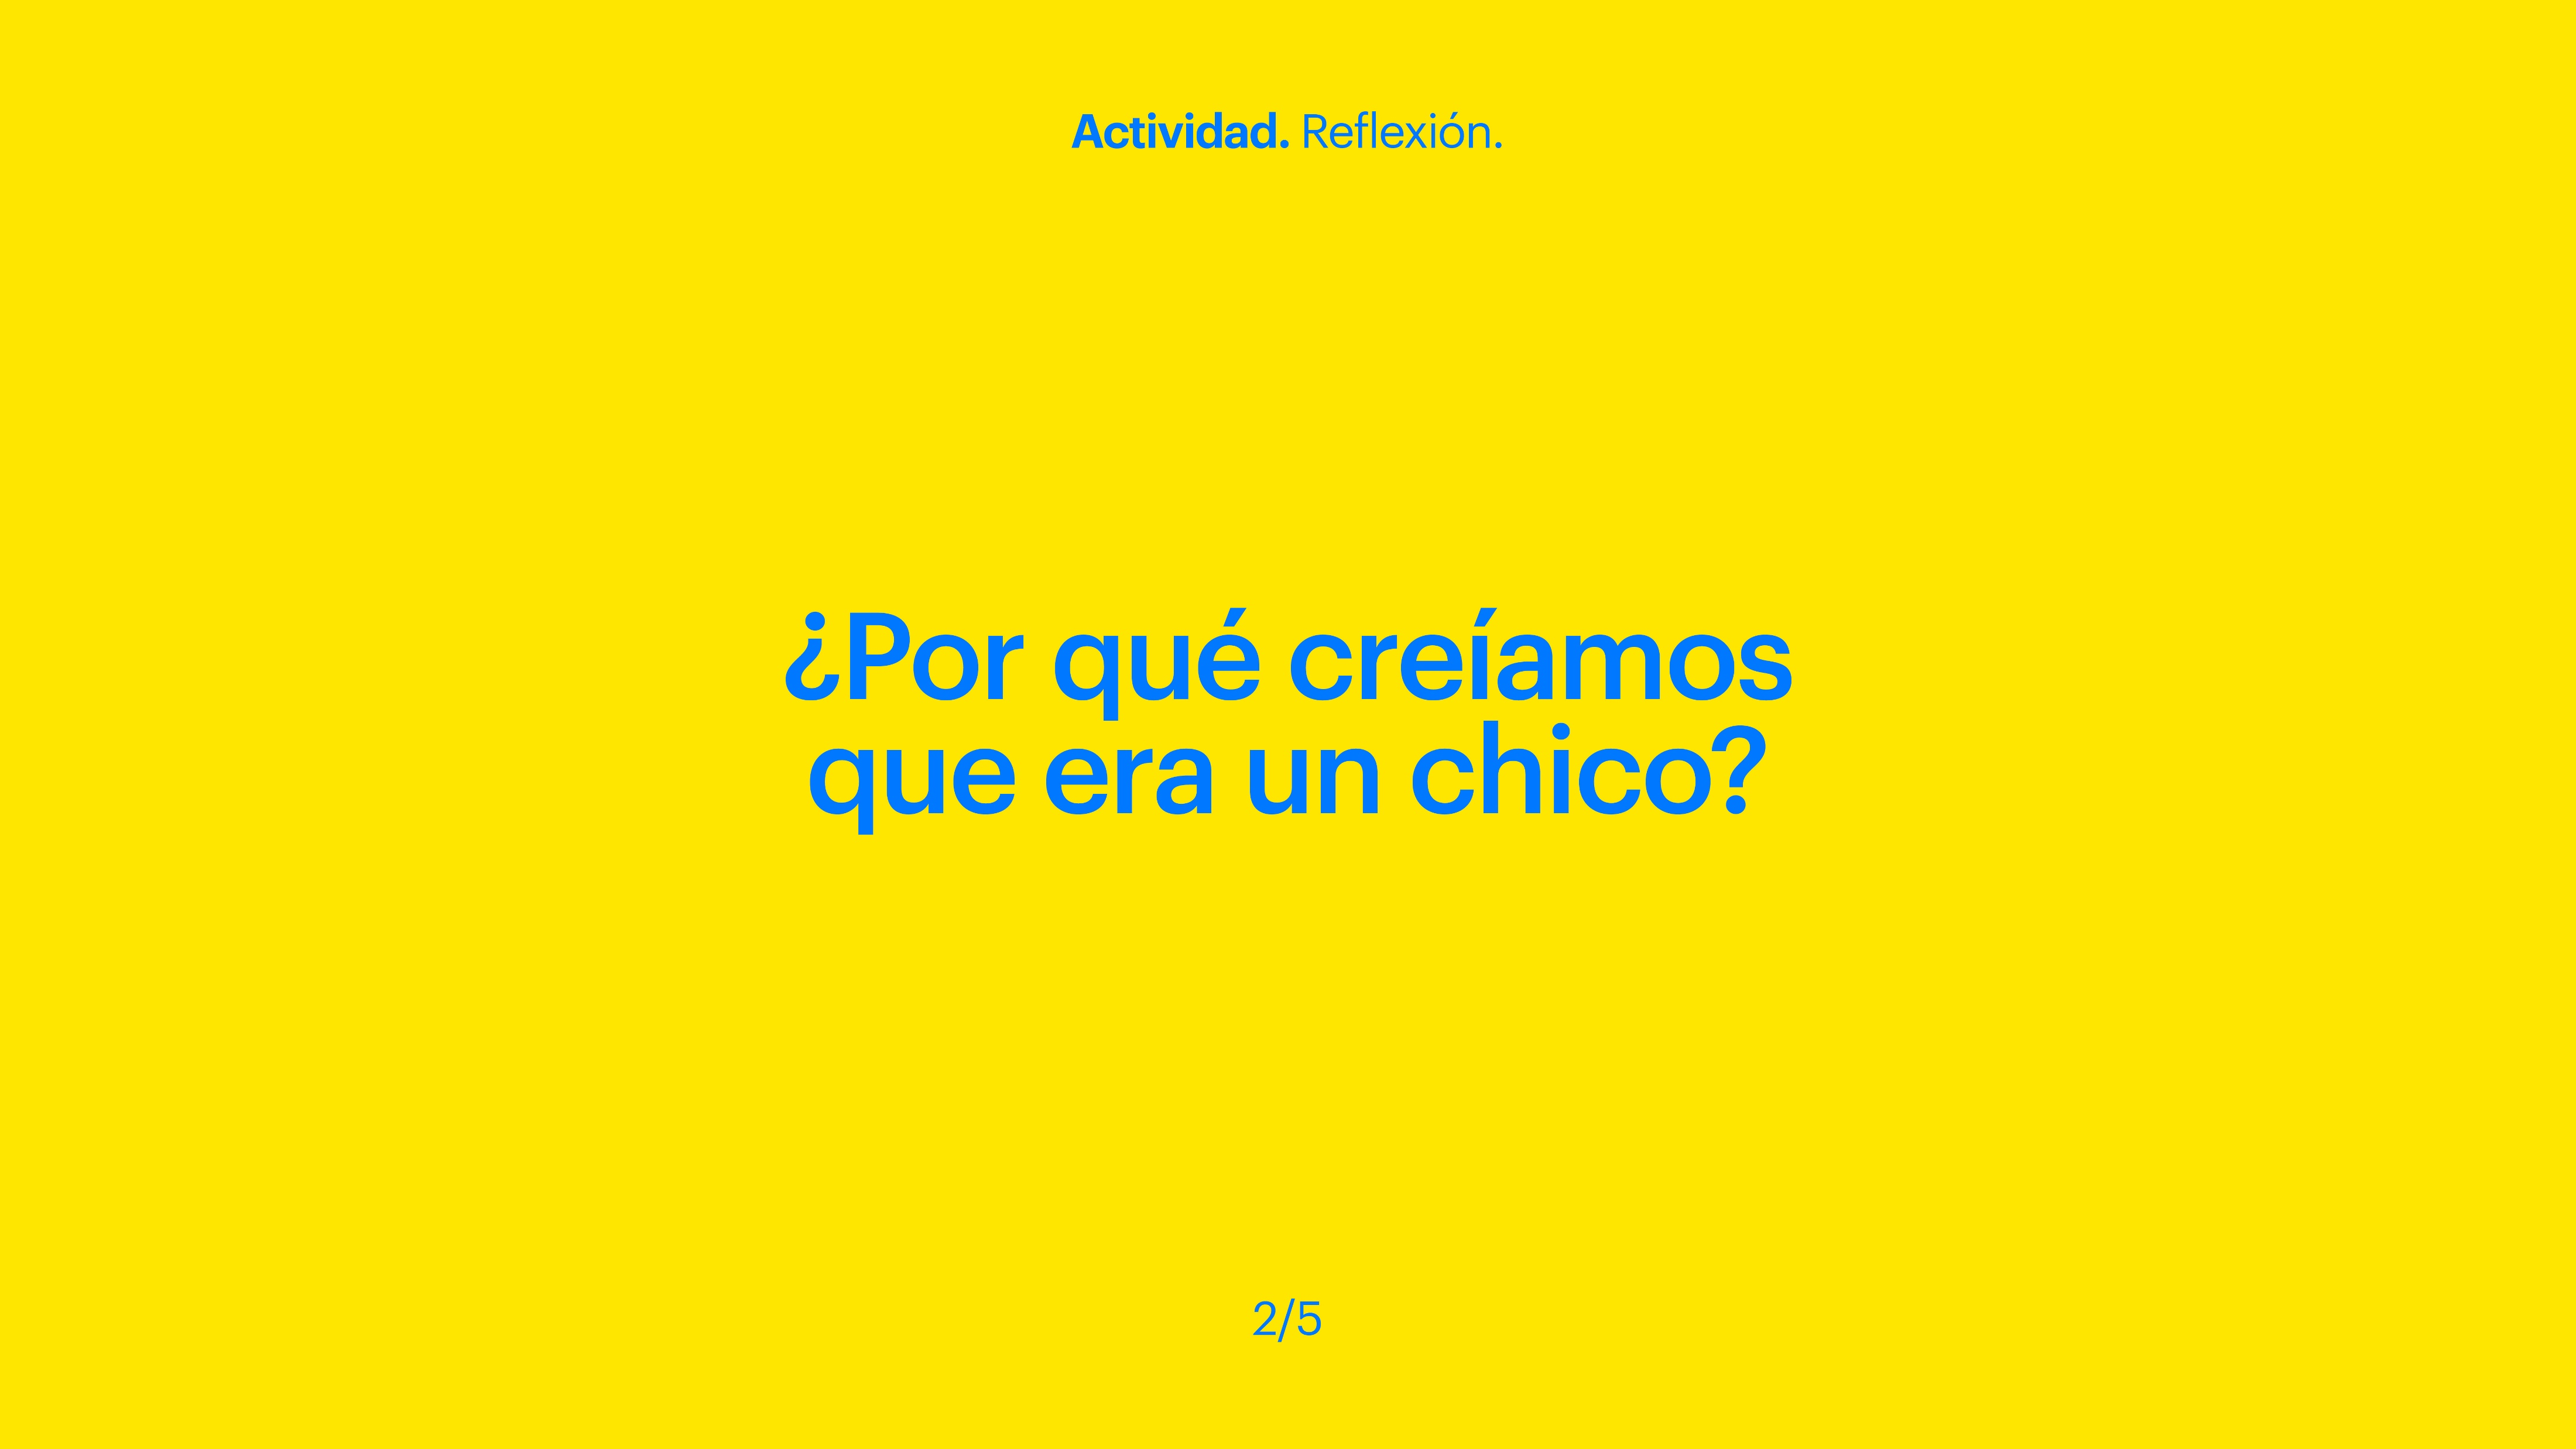 Actividad. Reflexión.
¿Por qué creíamos
que era un chico?
2/5